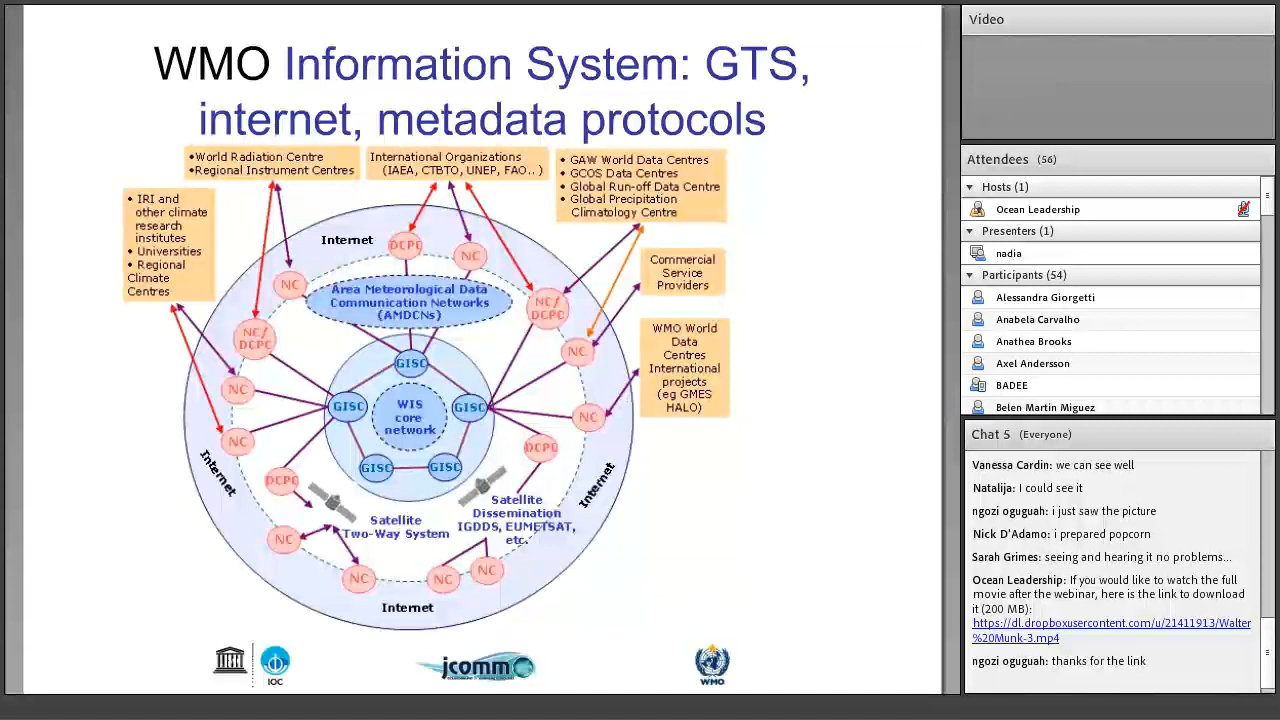 WMO Information System: GTS,
internet, metadata protocols
•World Radiation Centre
•Regional Instrument Centres
International Organizations
(IAEA, CTBTO, UNEP, FAO.. )
• GAW World Data Centres
• GCOS Data Centres
• Global Run-off Data Centre
• Global Precipitation
Climatology Centre
• IRI and
other climate
research
institutes
• Universities
• Regional
Climate
Centres
Commercial
Service
Providers
WMO World
Data
Centres
International
projects
(eg GMES
HALO)
Internet
DCPC
NC
NC
Area Meteorological Data
Communication Networks
(AMDCNs)
NC/
DCPC
NC/
DCPC
NC
GISC
NC
GISC
WIS
core
network
GISC
NC
NC
DCPC
GISC
GISC
Internet
DCPC
Internet
Satellite
Two-Way System
Satellite
Dissemination
IGDDS, EUMETSAT,
etc.
NC
NC
NC
NC
Internet
IOC
jcomm
WMO
Video
Attendees (56)
Hosts (1)
Ocean Leadership
Presenters (1)
nadia
Participants (54)
Alessandra Giorgetti
Anabela Carvalho
Anathea Brooks
Axel Andersson
BADEE
Belen Martin Miguez
Chat 5 (Everyone)
Vanessa Cardin: we can see well
Natalija: I could see it
ngozi oguguah: i just saw the picture
Nick D'Adamo: i prepared popcorn
Sarah Grimes: seeing and hearing it no problems...
Ocean Leadership: If you would like to watch the full
movie after the webinar, here is the link to download
it (200 MB):
https://dl.dropboxusercontent.com/u/21411913/Walter
%20Munk-3.mp4
ngozi oguguah: thanks for the link